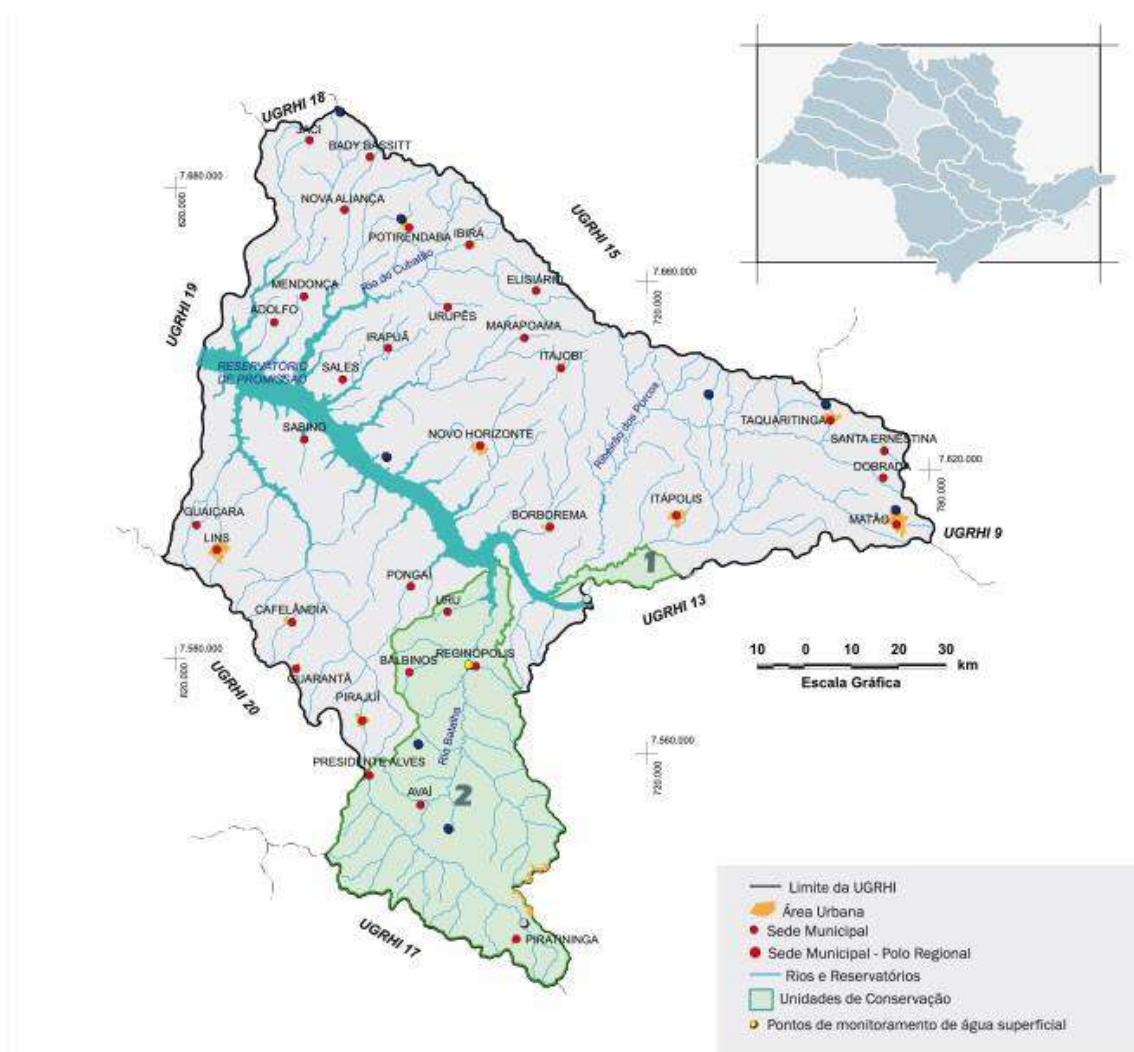 UGRHI 18
JACI
BADY BASSITT
7.680.000
620.000
NOVA ALIANÇA
UGRHI 15
POTIRENDABA
IBIRÁ
Rio do Cubatão
7.660.000
720.000
ELISIÁRIO
MENDONÇA
UGRHI 19
ADOLFO
URUPÊS
MARAPOAMA
IRAPUÃ
ITAJOBI
RESERVATÓRIO
DE PROMISSÃO
SALES
Ribeirão dos Porcos
TAQUARITINGA
SABINO
NOVO HORIZONTE
SANTA ERNESTINA
DOBRADA
7.620.000
780.000
GUAIÇARA
LINS
BORBOREMA
ITÁPOLIS
MATÃO
UGRHI 9
1
PONGAÍ
URU
UGRHI 13
CAFELÂNDIA
BALBINOS
REGINÓPOLIS
7.580.000
620.000
GUARANTÃ
UGRHI 20
PIRAJUÍ
10 0 10 20 30 km
Escala Gráfica
Rio Batalha
7.560.000
720.000
PRESIDENTE ALVES
AVAÍ
2
UGRHI 17
PIRATININGA
Limite da UGRHI
Área Urbana
Sede Municipal
Sede Municipal - Polo Regional
Rios e Reservatórios
Unidades de Conservação
Pontos de monitoramento de água superficial